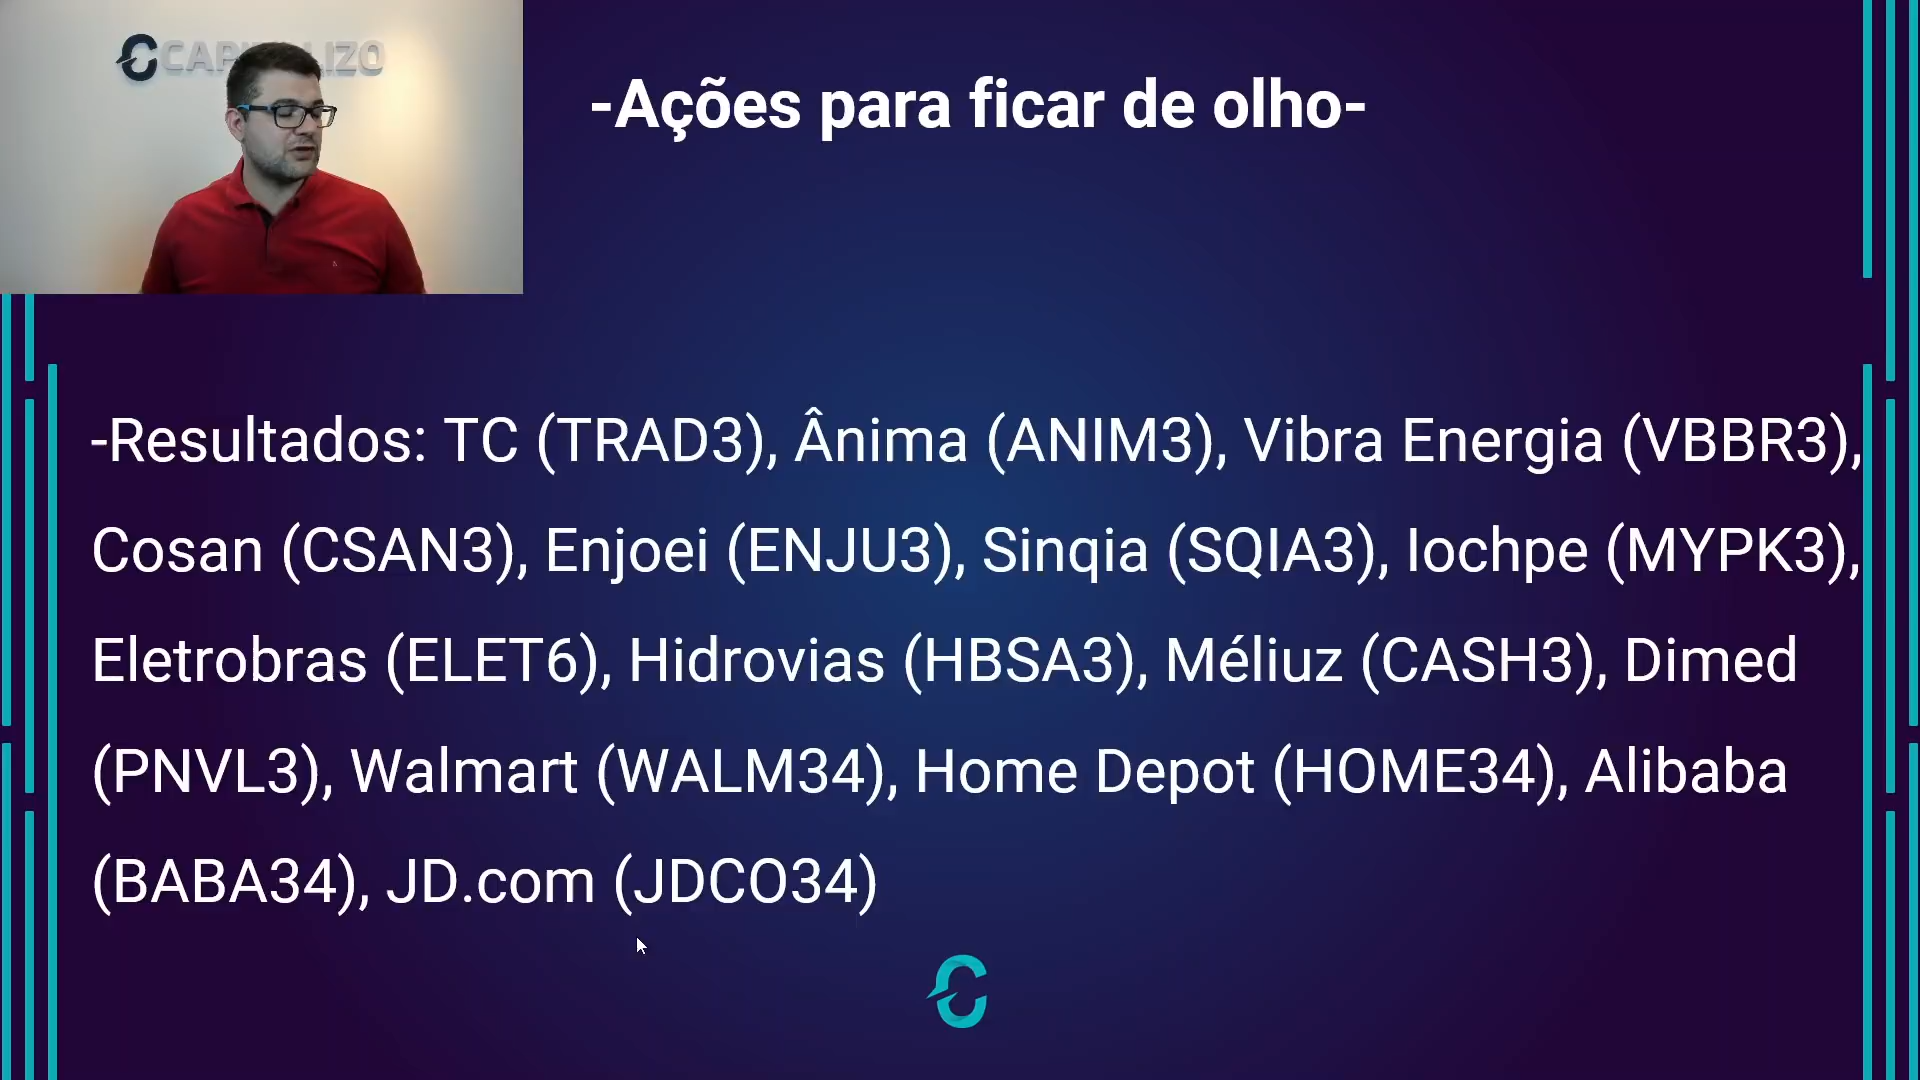 CAPITALIZO
-Ações para ficar de olho-
-Resultados: TC (TRAD3), Ânima (ANIM3), Vibra Energia (VBBR3),
Cosan (CSAN3), Enjoei (ENJU3), Sinqia (SQIA3), Iochpe (MYPK3),
Eletrobras (ELET6), Hidrovias (HBSA3), Méliuz (CASH3), Dimed
(PNVL3), Walmart (WALM34), Home Depot (HOME34), Alibaba
(BABA34), JD.com (JDCO34)